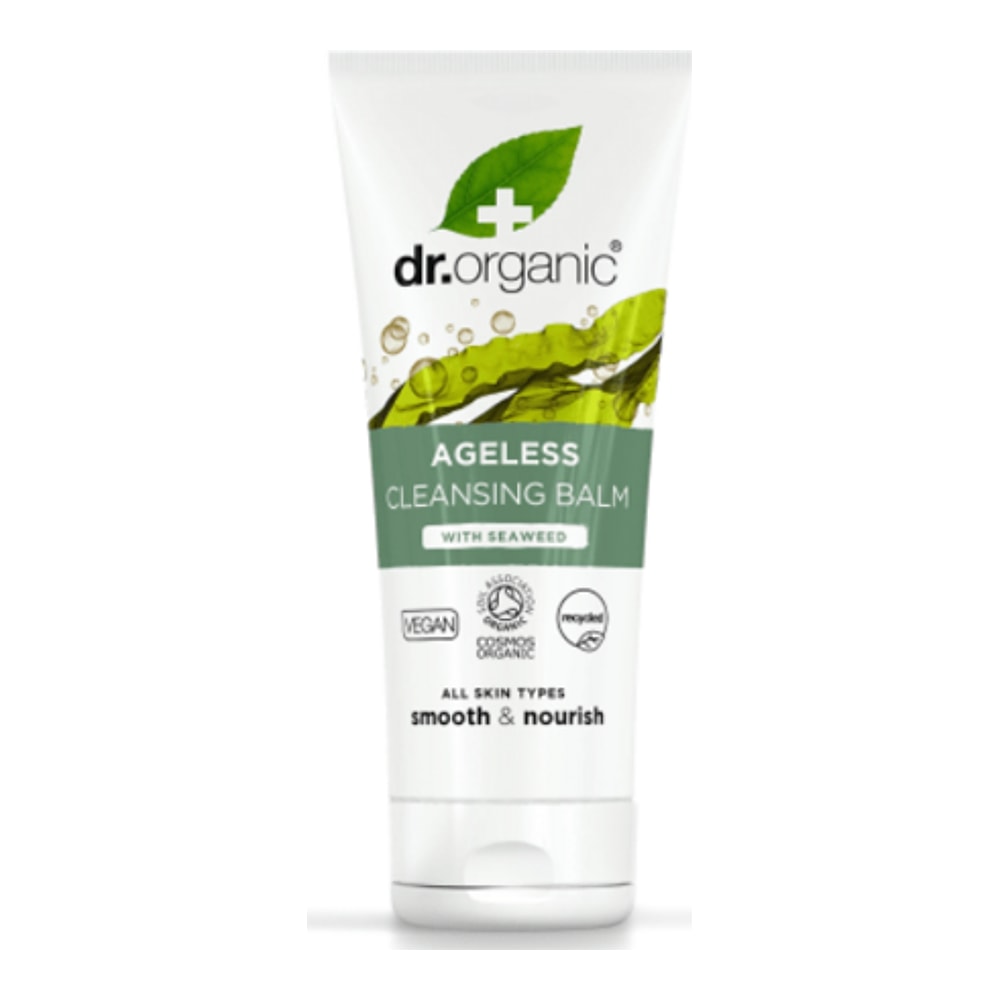 dr.organic®
AGELESS
CLEANSING BALM
WITH SEAWEED
VEGAN
SOIL ASSOCIATION
ORGANIC
COSMOS
ORGANIC
recycled
ALL SKIN TYPES
smooth & nourish